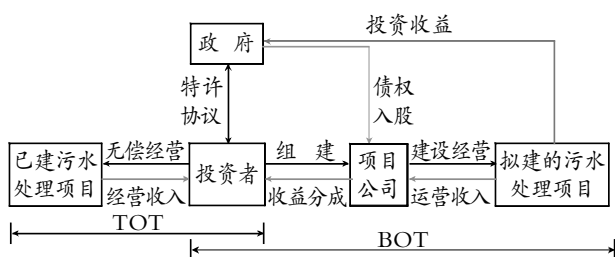 投资收益
政府
特许
协议
债权
入股
已建污水
处理项目
无偿经营
经营收入
投资者
组建
收益分成
项目
公司
建设经营
运营收入
拟建的污水
处理项目
TOT
BOT